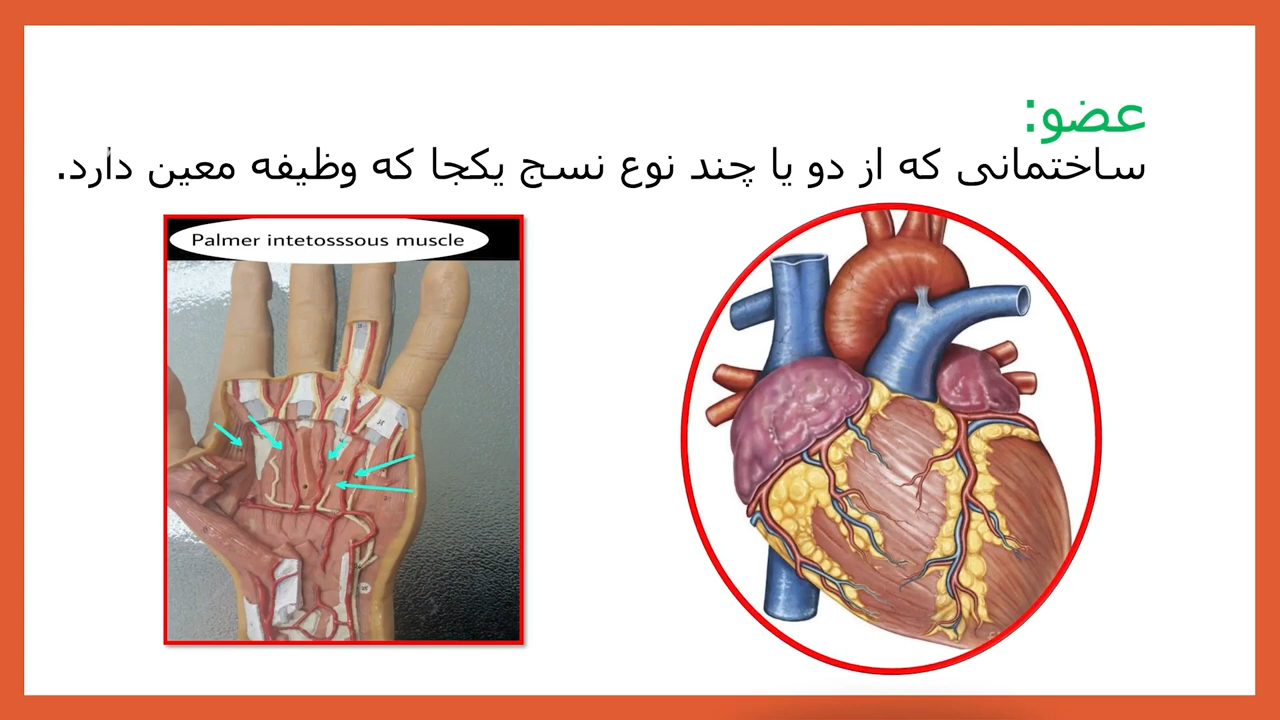 عضو:
ساختمانی که از دو یا چند نوع نسج یکجا که وظیفه معین دارد.
Palmer intetosssous muscle